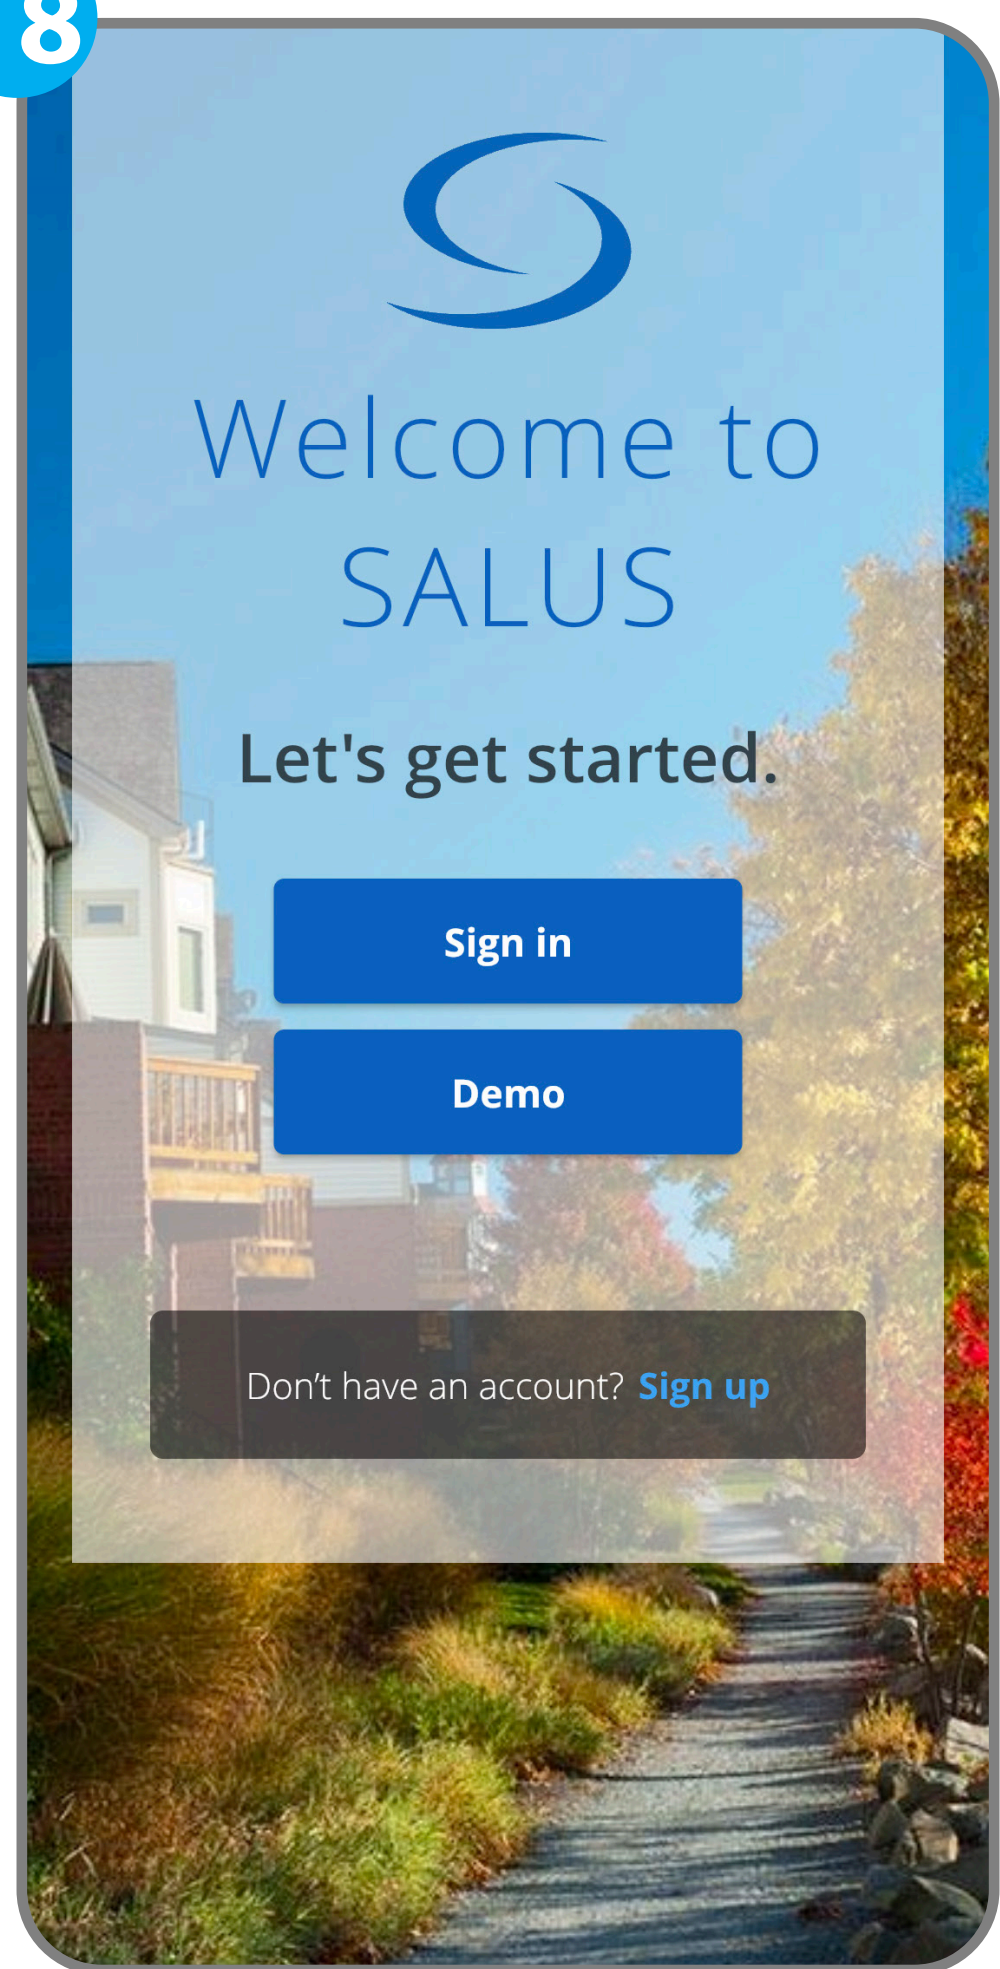 8
Welcome to
SALUS
Let's get started.
Sign in
Demo
Don't have an account? Sign up